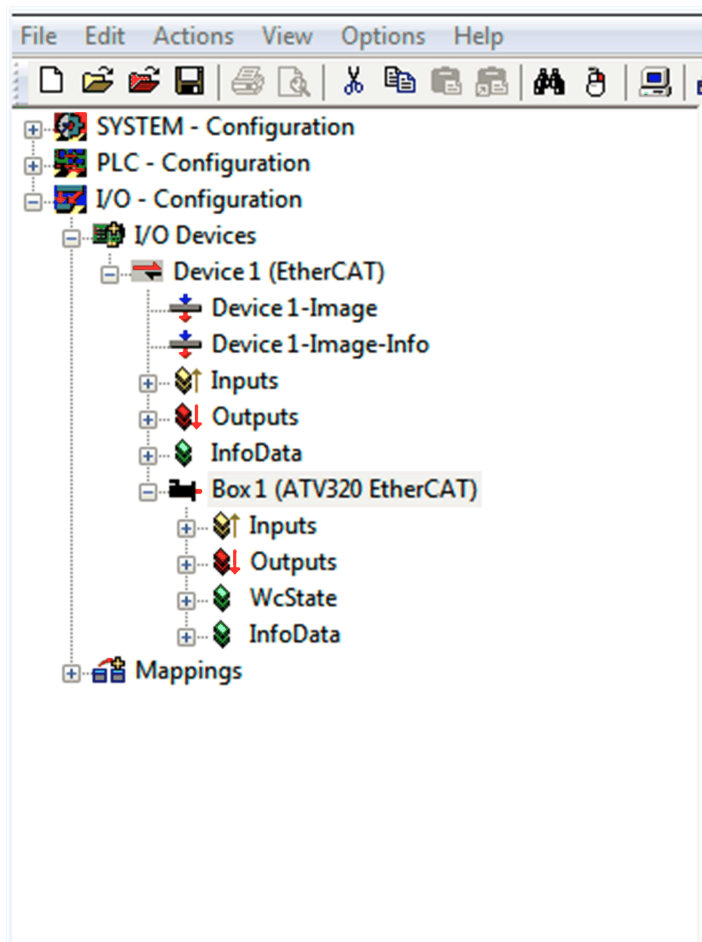 File Edit Actions View Options Help
SYSTEM - Configuration
PLC - Configuration
I/O - Configuration
I/O Devices
Device 1 (EtherCAT)
Device 1-Image
Device 1-Image-Info
Inputs
Outputs
InfoData
Box 1 (ATV320 EtherCAT)
Inputs
Outputs
WcState
InfoData
Mappings